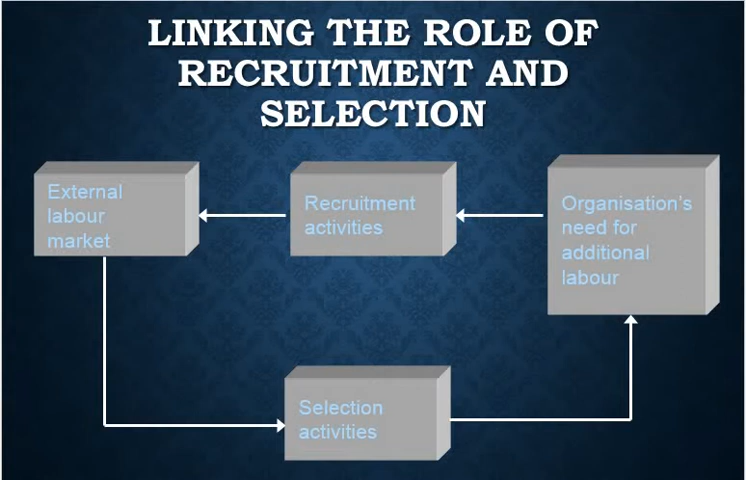 LINKING THE ROLE OF
RECRUITMENT AND
SELECTION
External
labour
market
Recruitment
activities
Organisation's
need for
additional
labour
Selection
activities